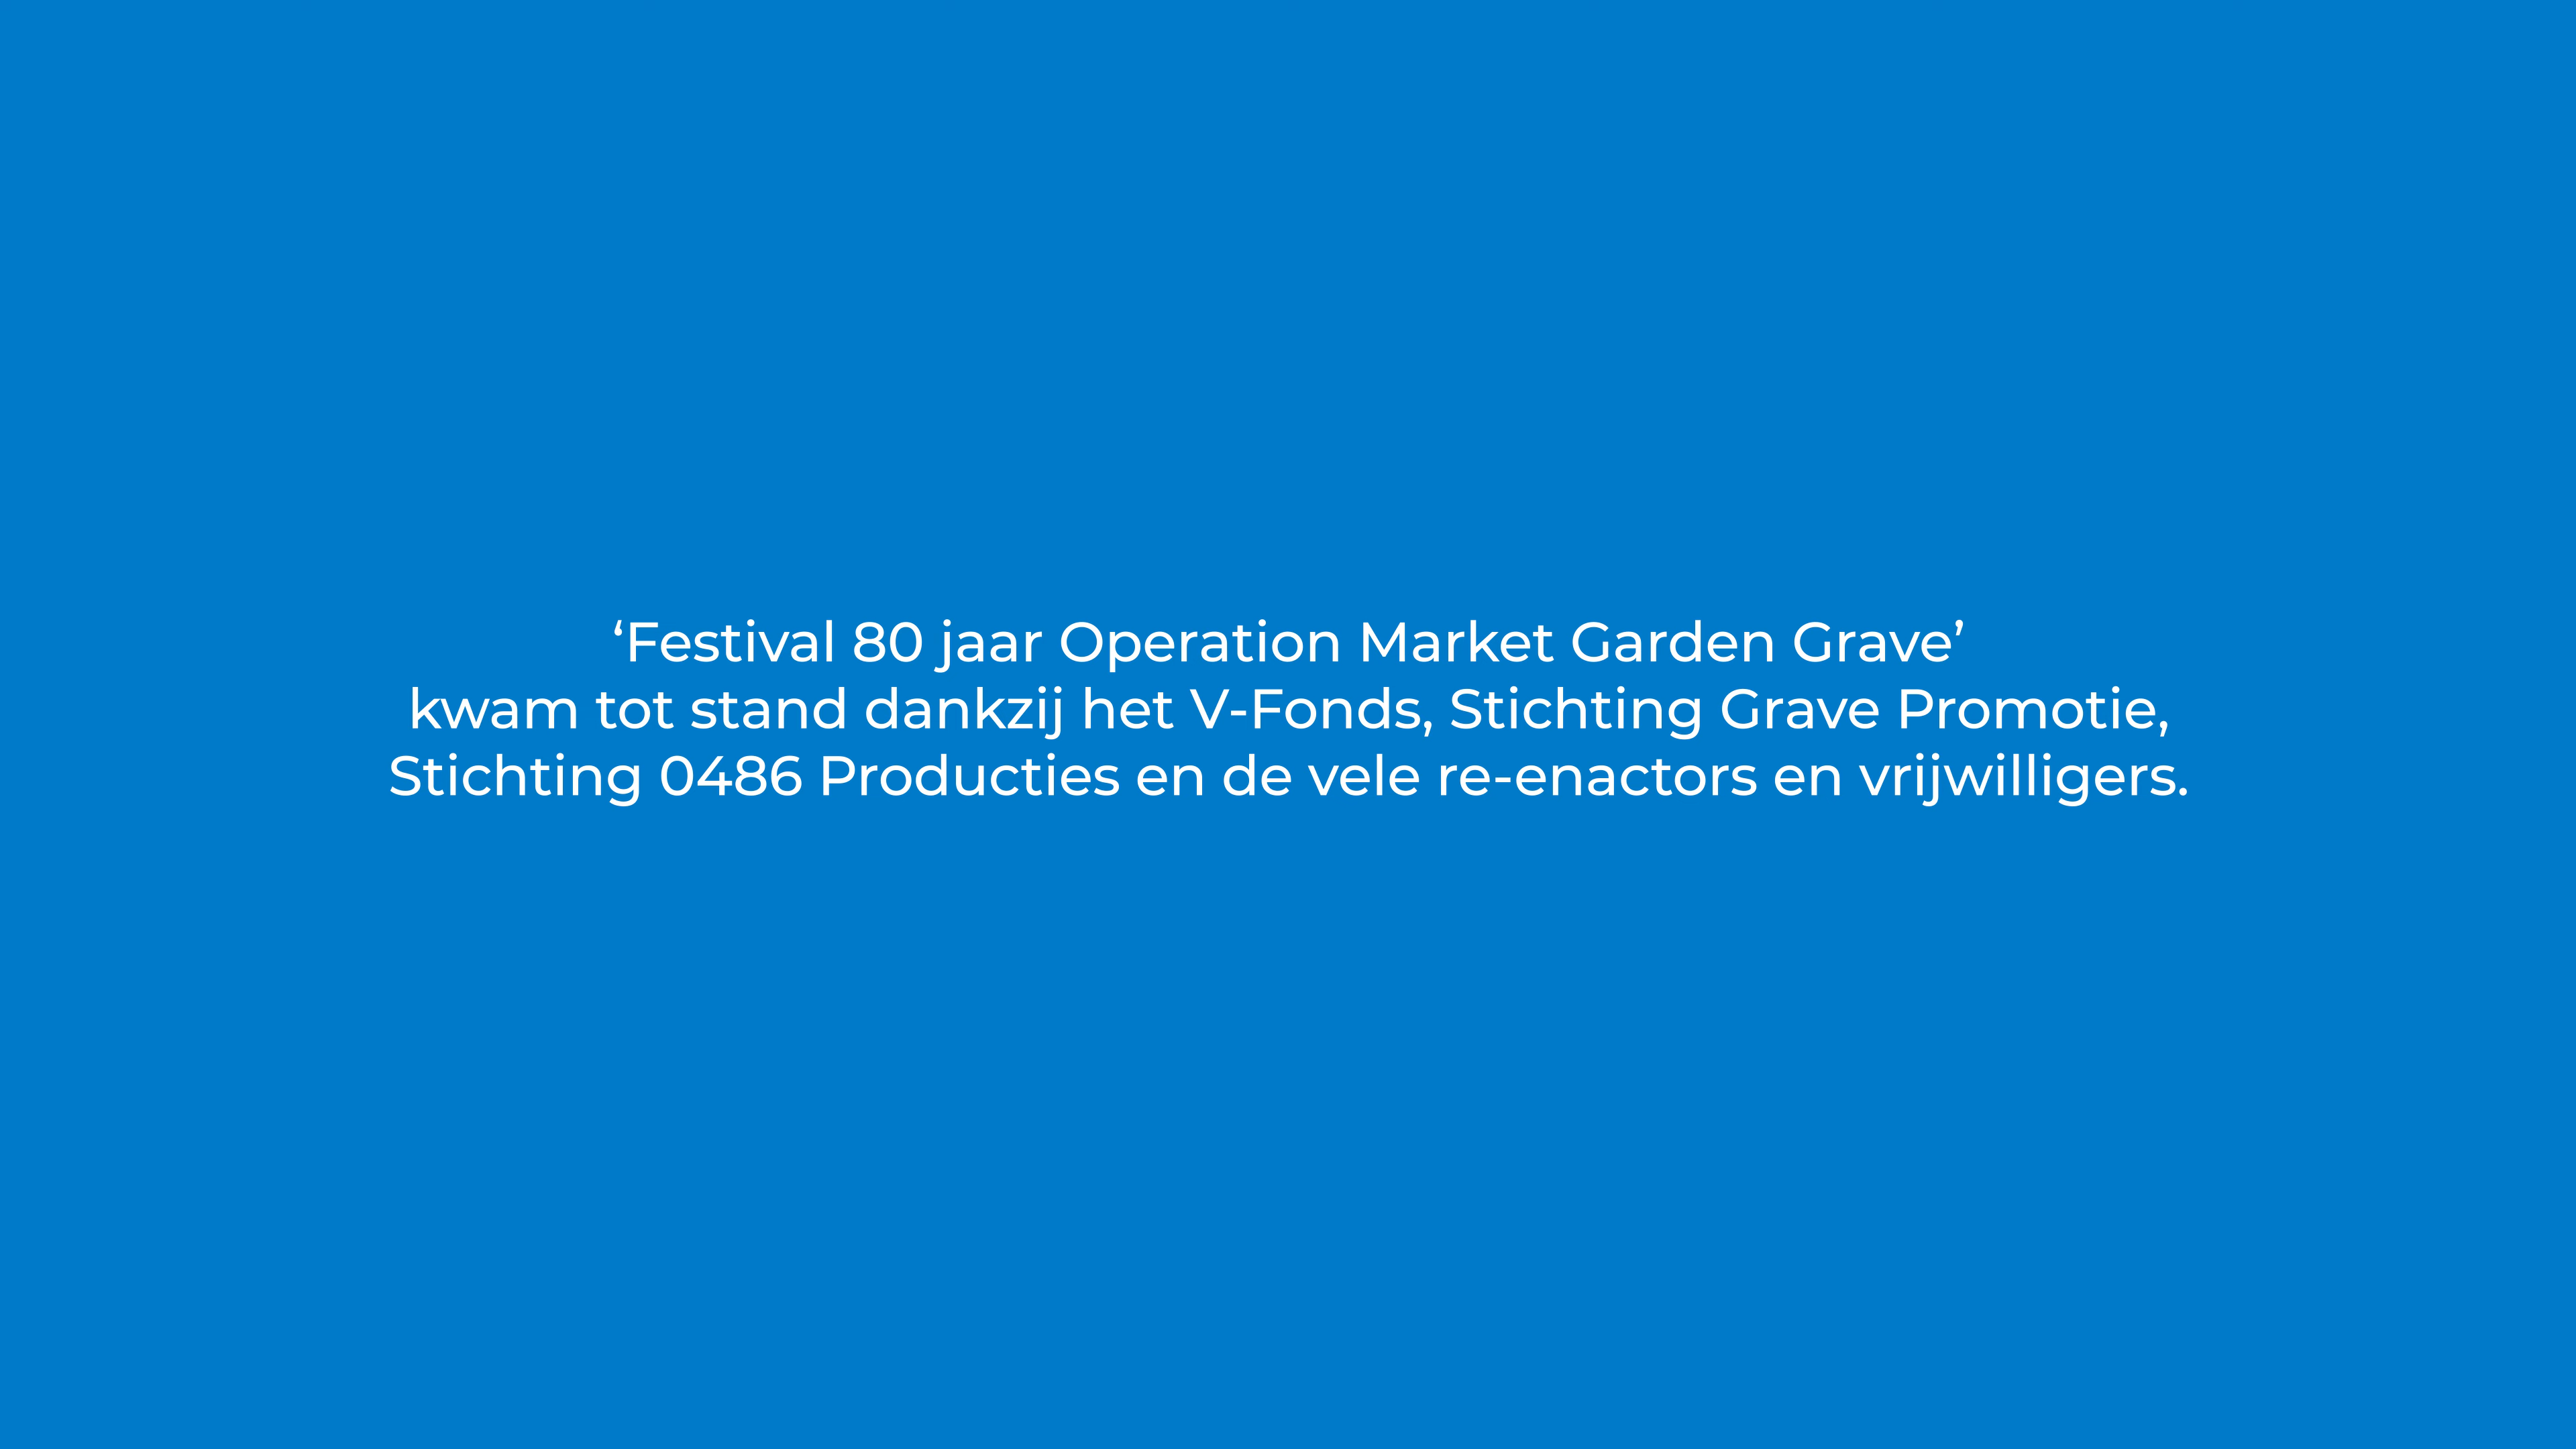 ‘Festival 80 jaar Operation Market Garden Grave’
kwam tot stand dankzij het V-Fonds, Stichting Grave Promotie,
Stichting 0486 Producties en de vele re-enactors en vrijwilligers.